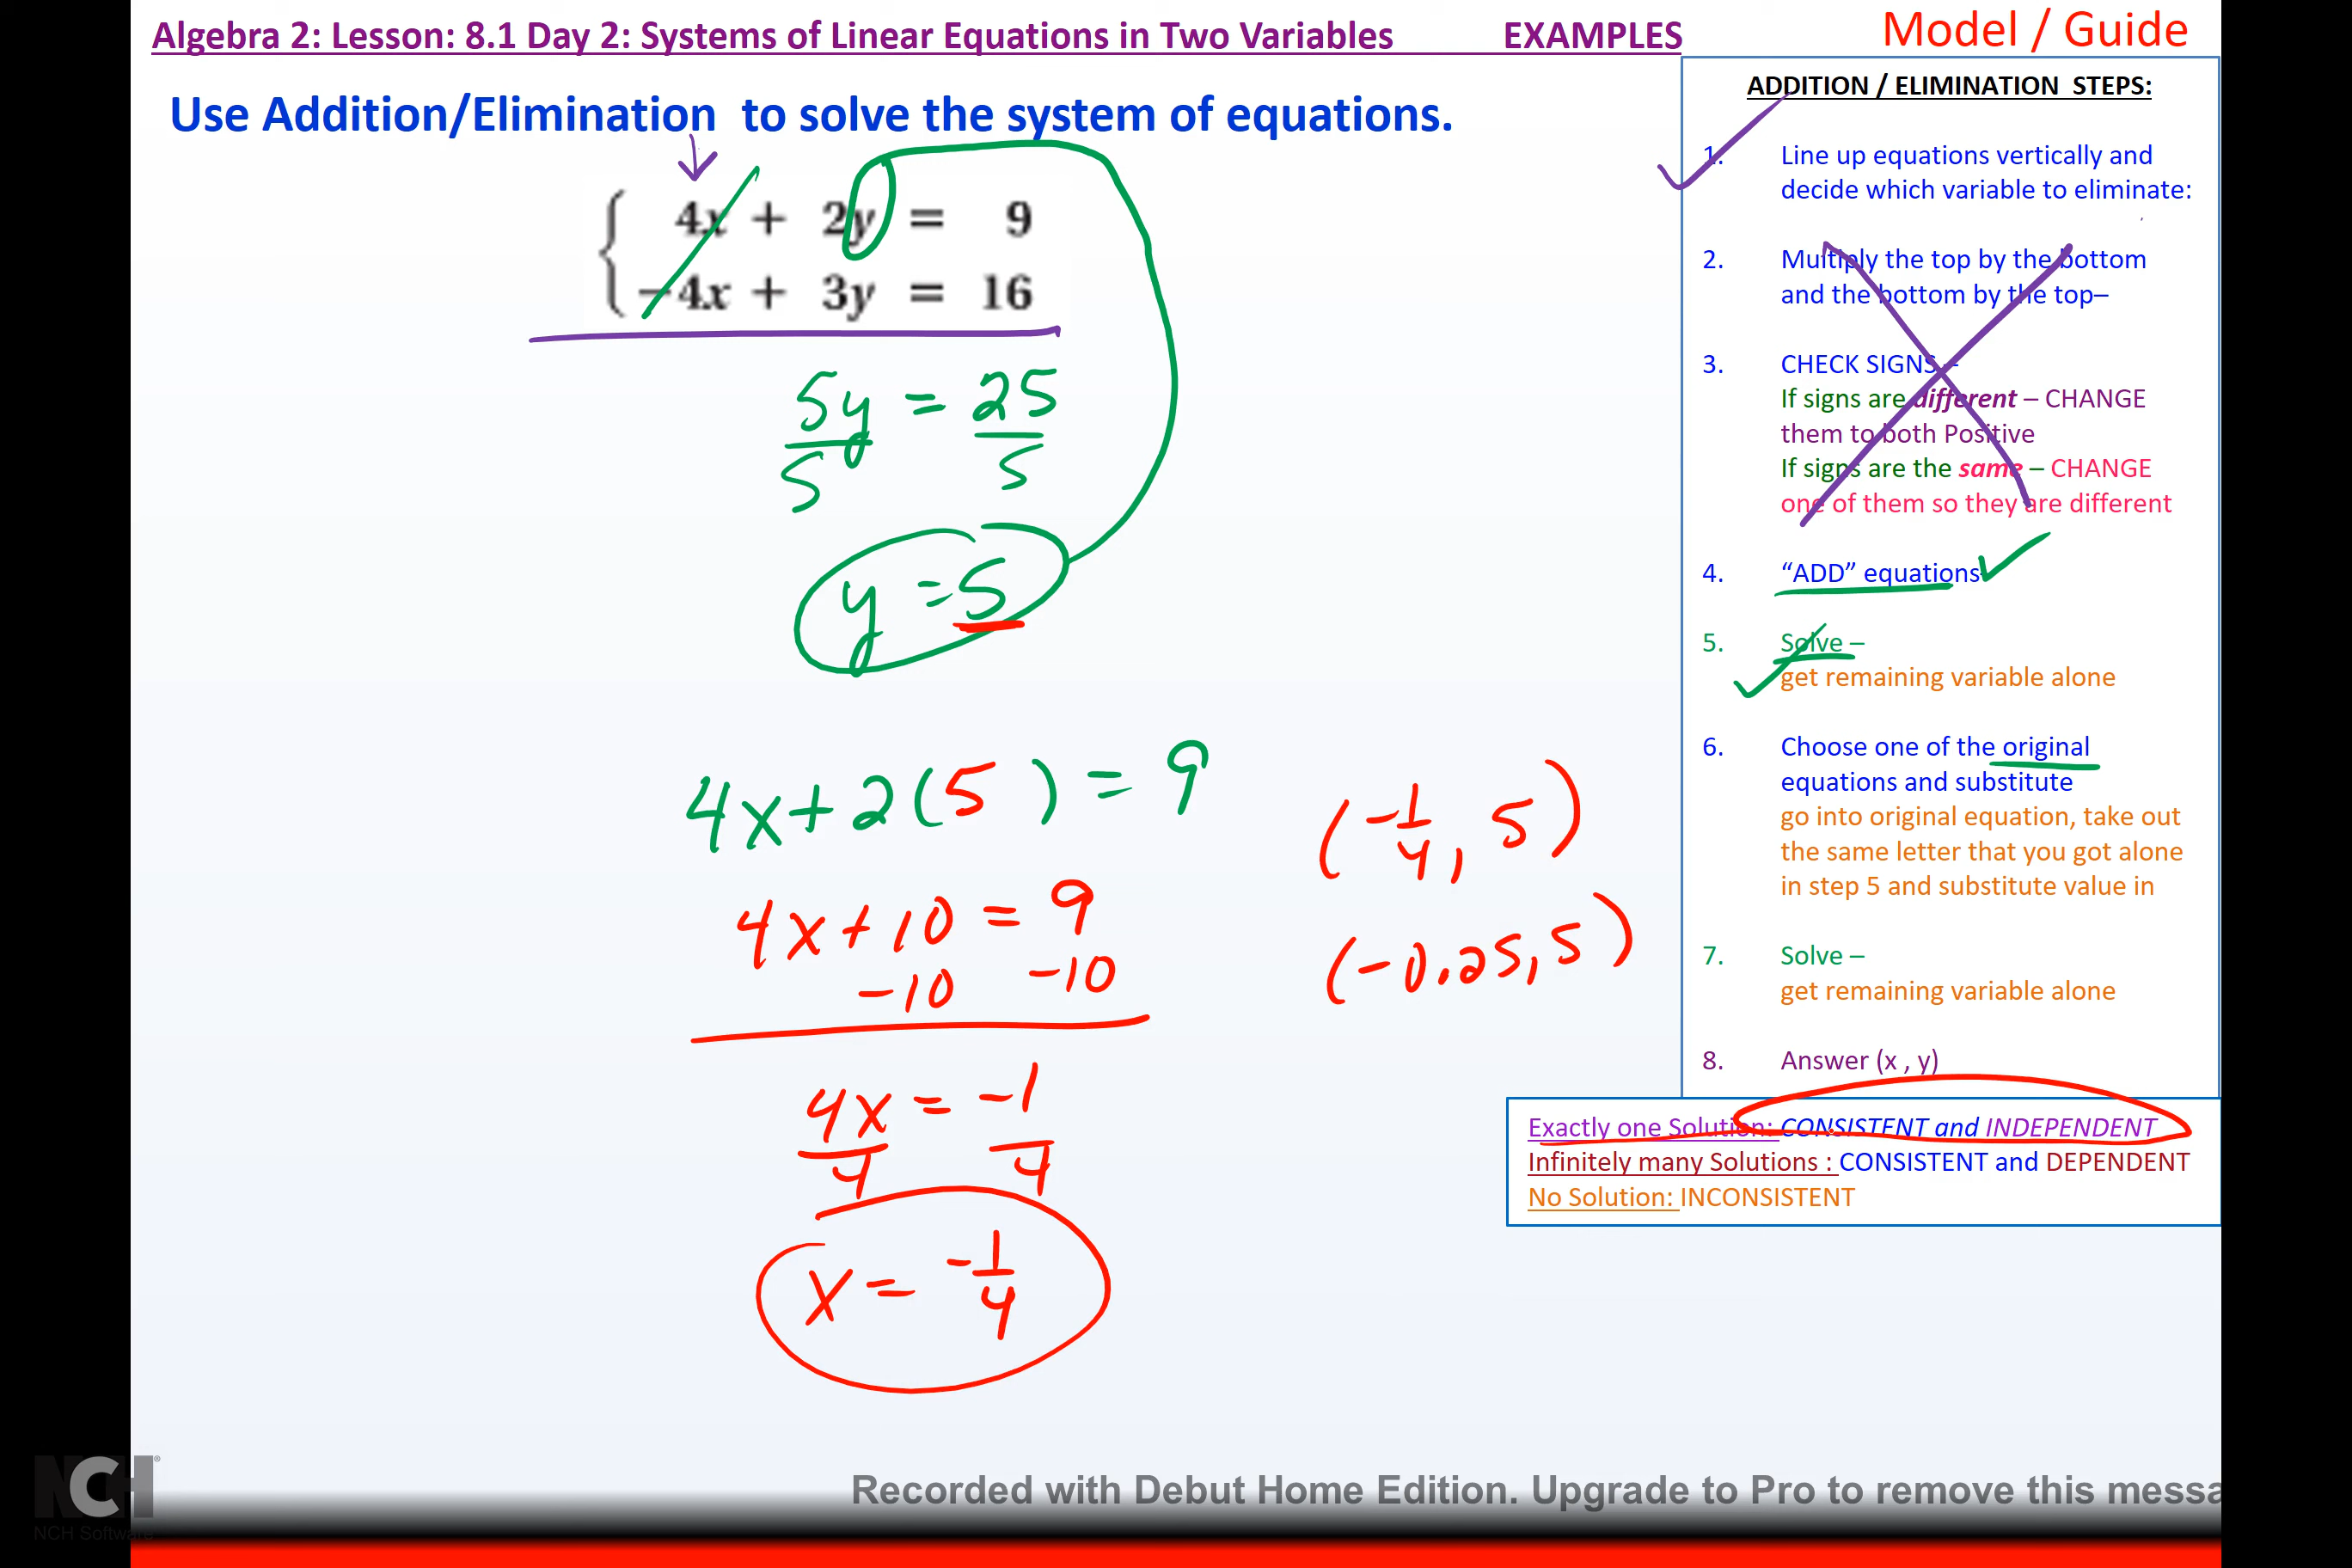 Algebra 2: Lesson: 8.1 Day 2: Systems of Linear Equations in Two Variables EXAMPLES
Model / Guide
Use Addition/Elimination to solve the system of equations.
4x + 2y = 9
-4x + 3y = 16
5y = 25
5 5
y = 5
4x + 2(5) = 9
4x + 10 = 9
-10 -10
4x = -1
4 4
x = -1/4
(-1/4, 5)
(-0.25, 5)
ADDITION / ELIMINATION STEPS:
1. Line up equations vertically and
decide which variable to eliminate:
2. Multiply the top by the bottom
and the bottom by the top–
3. CHECK SIGNS –
If signs are different – CHANGE
them to both Positive
If signs are the same – CHANGE
one of them so they are different
4. “ADD” equations
5. Solve –
get remaining variable alone
6. Choose one of the original
equations and substitute
go into original equation, take out
the same letter that you got alone
in step 5 and substitute value in
7. Solve –
get remaining variable alone
8. Answer (x , y)
Exactly one Solution: CONSISTENT and INDEPENDENT
Infinitely many Solutions : CONSISTENT and DEPENDENT
No Solution: INCONSISTENT
NCH
®
NCH Software
Recorded with Debut Home Edition. Upgrade to Pro to remove this messa